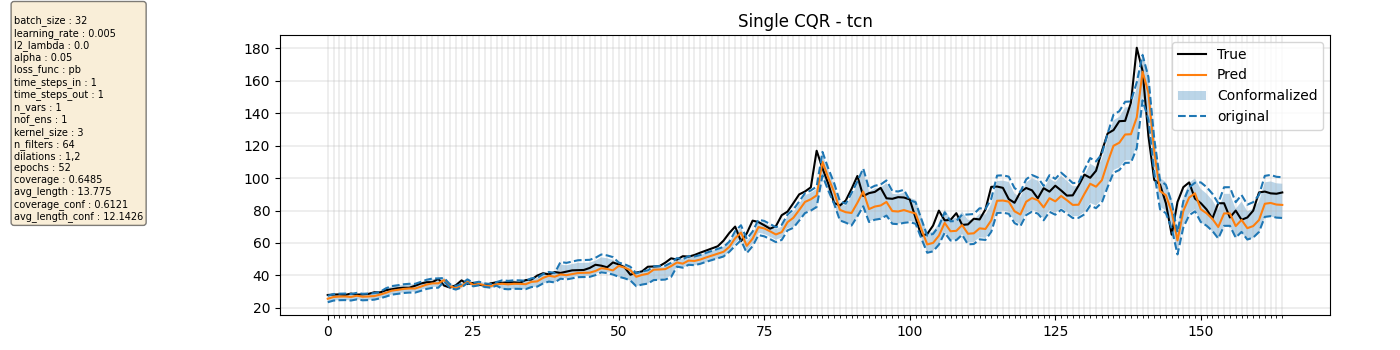 batch_size : 32
learning_rate : 0.005
l2_lambda : 0.0
alpha : 0.05
loss_func : pb
time_steps_in : 1
time_steps_out : 1
n_vars : 1
nof_ens : 1
kernel_size : 3
n_filters : 64
dilations : 1,2
epochs : 52
coverage : 0.6485
avg_length : 13.775
coverage_conf : 0.6121
avg_length_conf : 12.1426
Single CQR - tcn
180
160
140
120
100
80
60
40
20
0 25 50 75 100 125 150
True
Pred
Conformalized
original